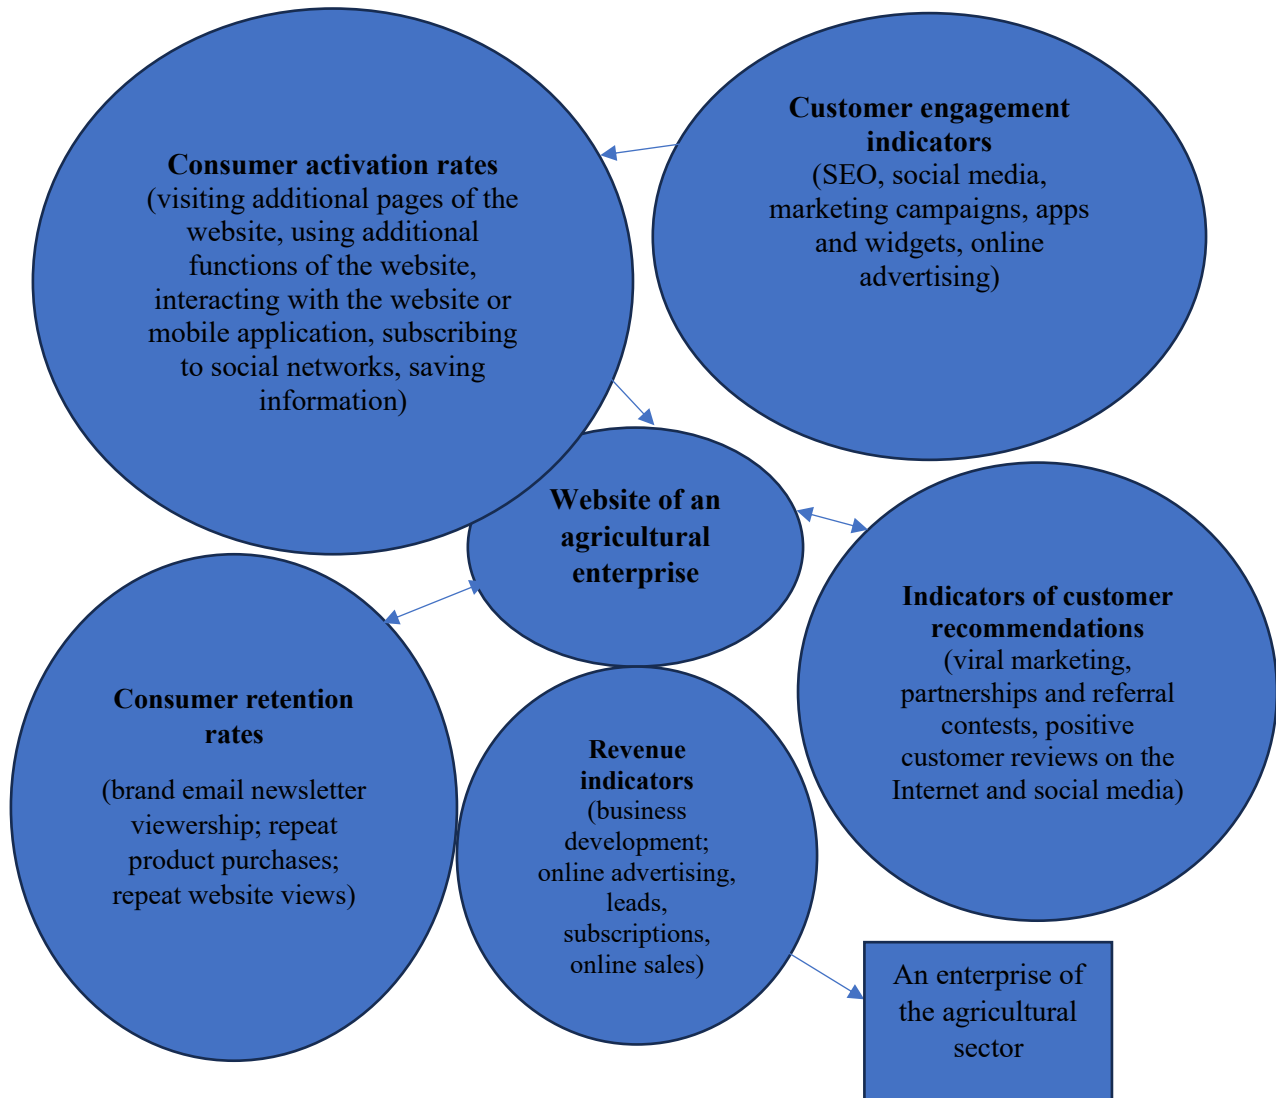 Consumer activation rates
(visiting additional pages of the
website, using additional
functions of the website,
interacting with the website or
mobile application, subscribing
to social networks, saving
information)
Customer engagement
indicators
(SEO, social media,
marketing campaigns, apps
and widgets, online
advertising)
Website of an
agricultural
enterprise
Indicators of customer
recommendations
(viral marketing,
partnerships and referral
contests, positive
customer reviews on the
Internet and social media)
Consumer retention
rates
(brand email newsletter
viewership; repeat
product purchases;
repeat website views)
Revenue
indicators
(business
development;
online advertising,
leads,
subscriptions,
online sales)
An enterprise of
the agricultural
sector